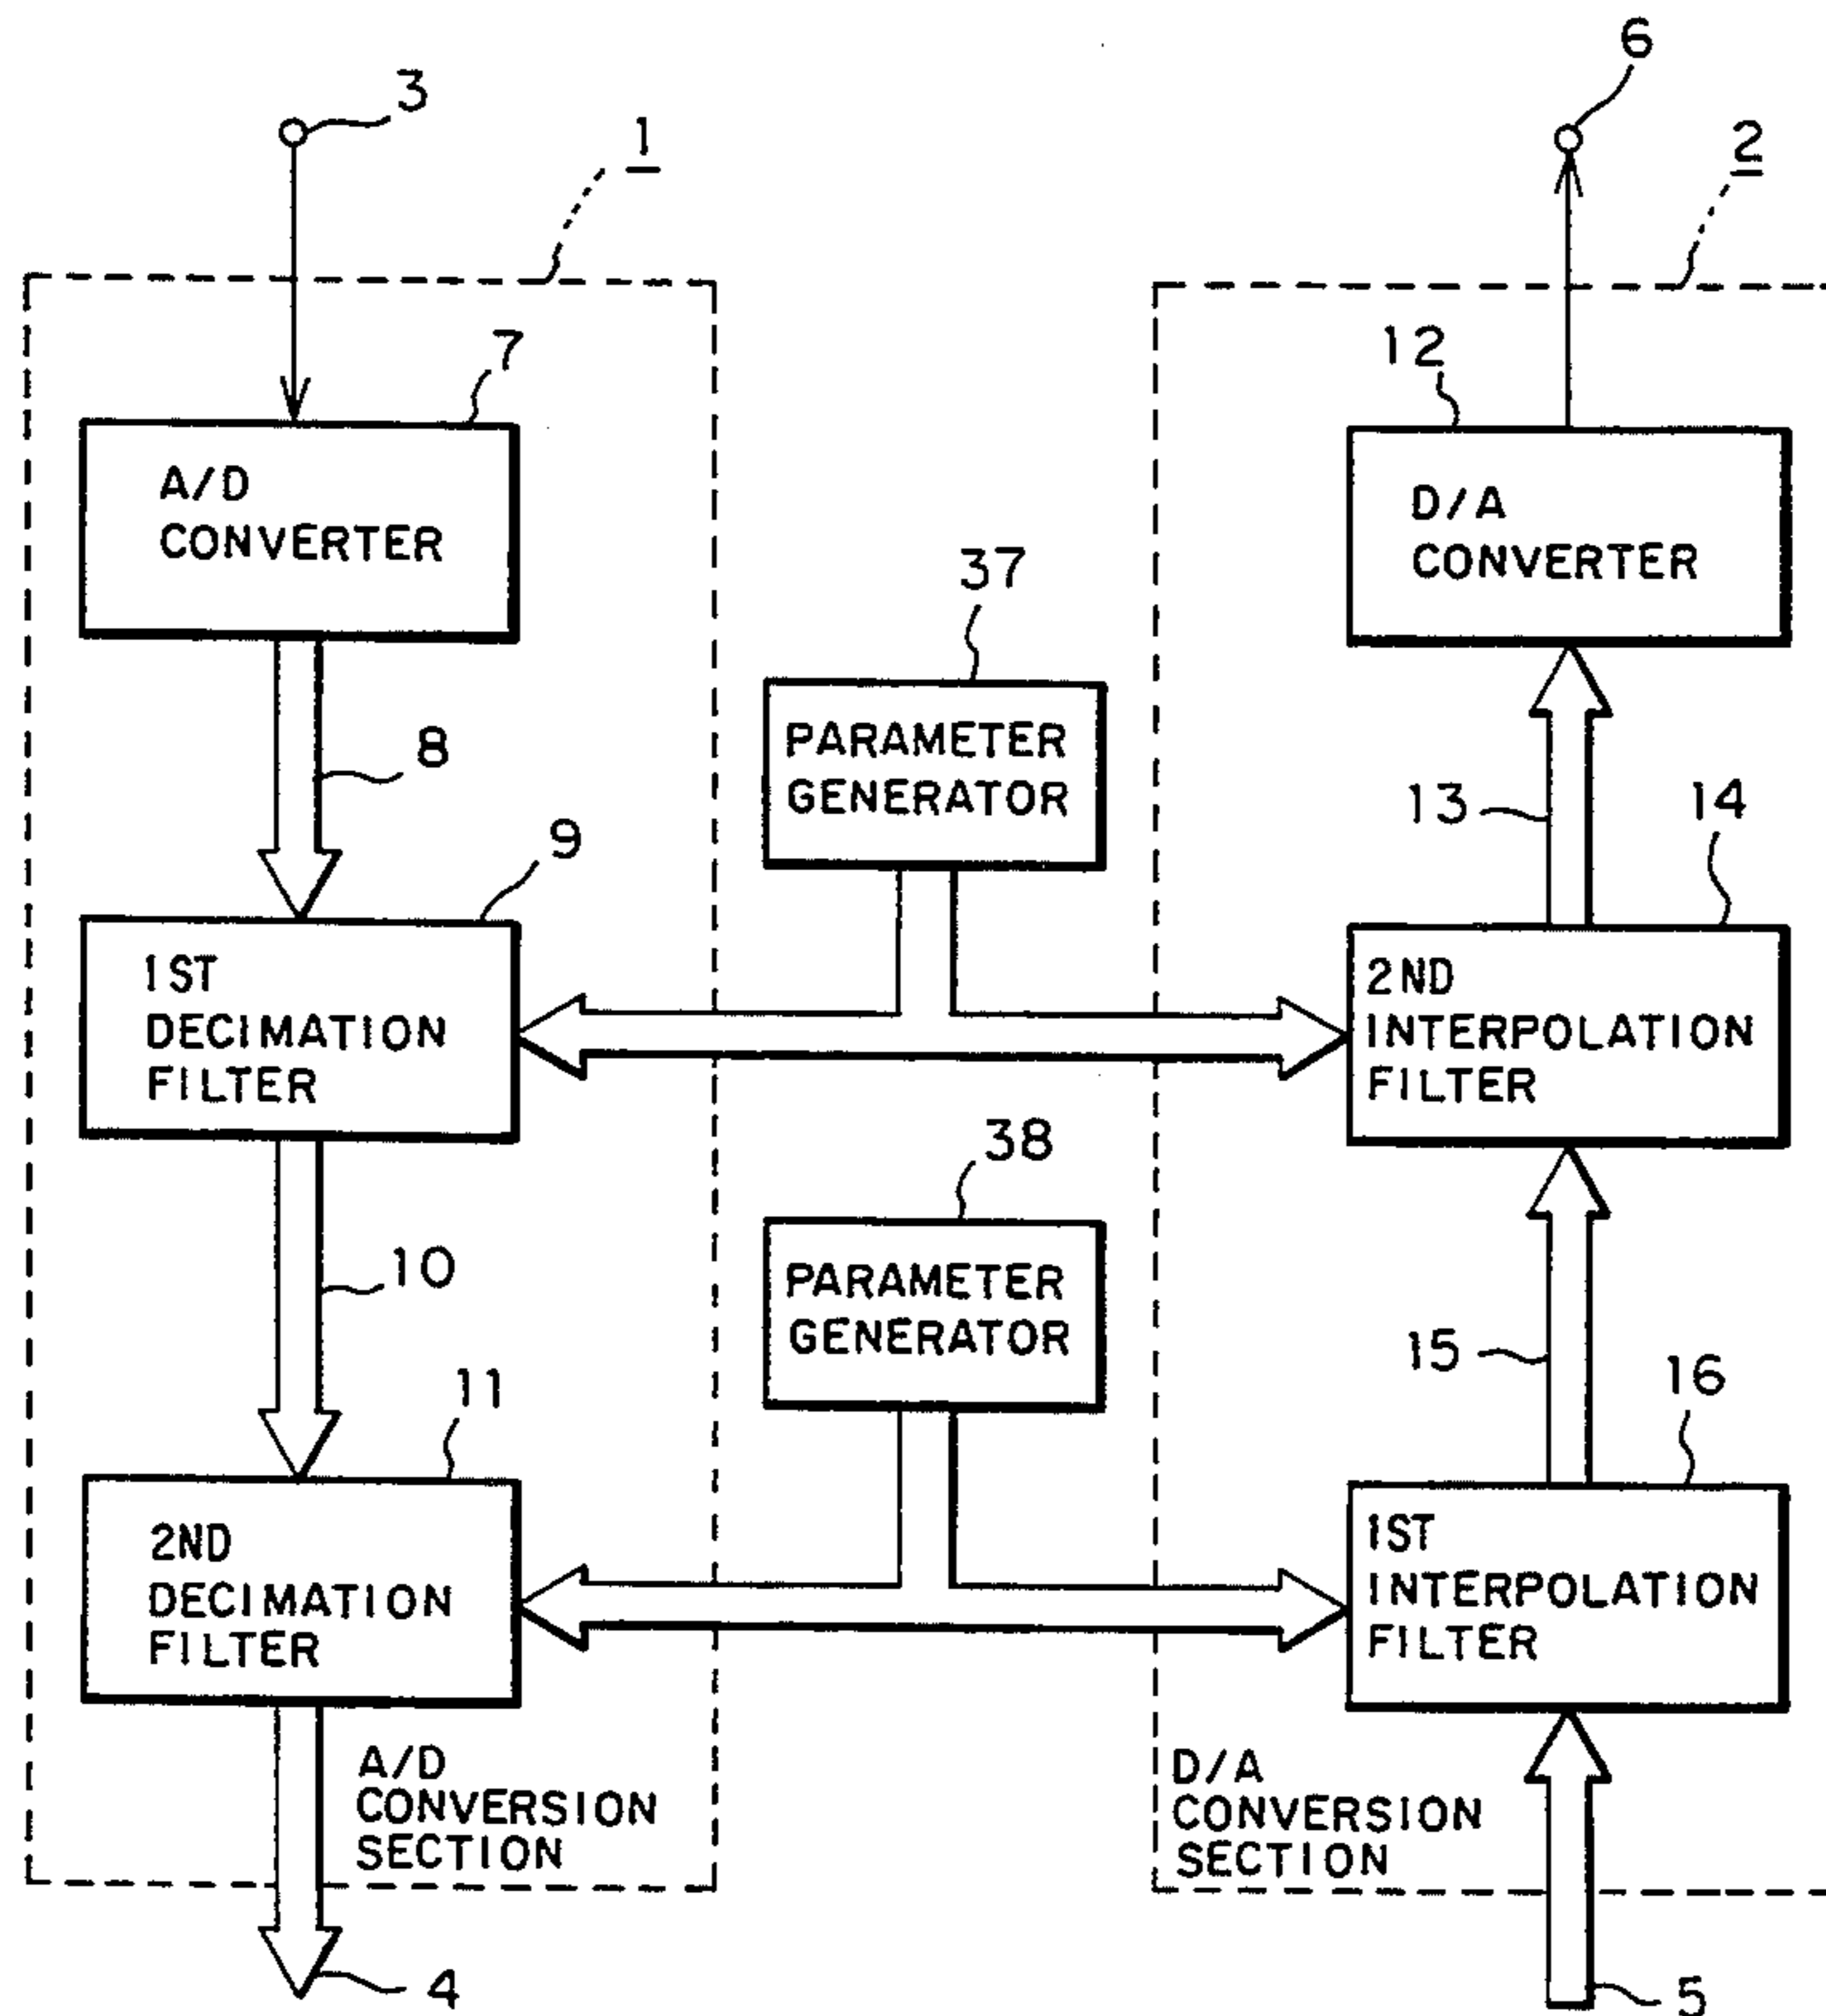 3
1
6
2
7
A/D
CONVERTER
12
D/A
CONVERTER
37
PARAMETER
GENERATOR
8
13
14
9
1ST
DECIMATION
FILTER
2ND
INTERPOLATION
FILTER
38
PARAMETER
GENERATOR
10
15
16
11
2ND
DECIMATION
FILTER
1ST
INTERPOLATION
FILTER
A/D
CONVERSION
SECTION
D/A
CONVERSION
SECTION
4
5